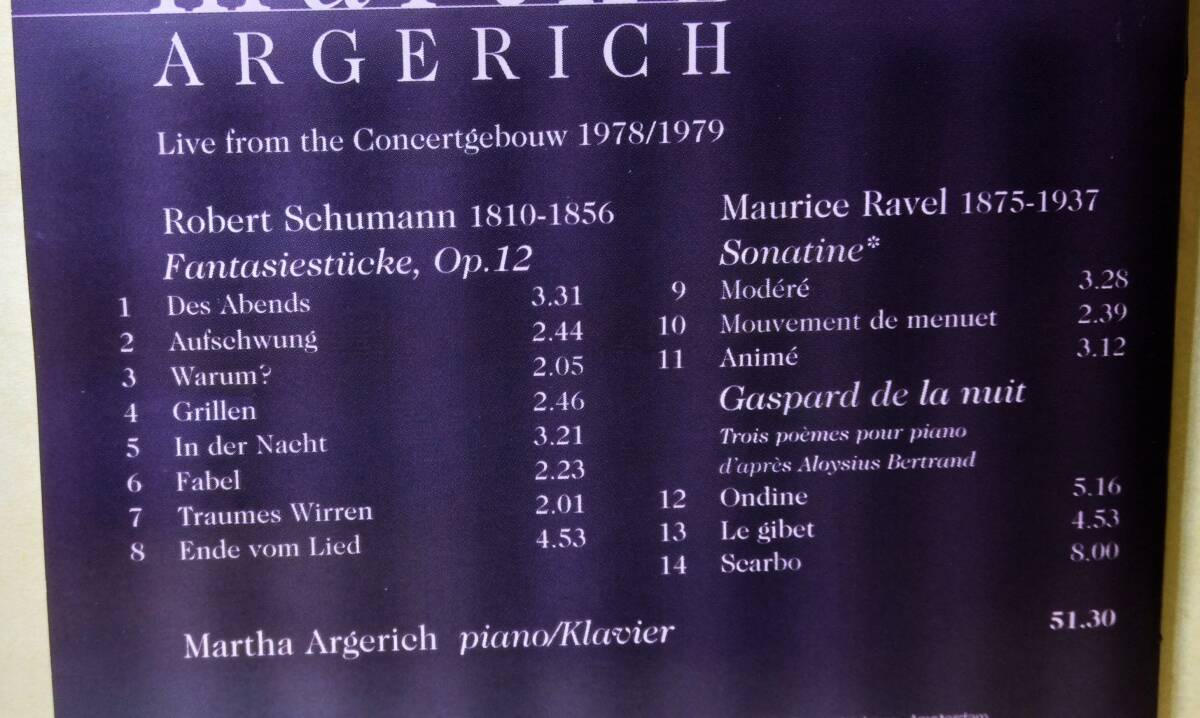 ARGERICH
Live from the Concertgebouw 1978/1979
Robert Schumann 1810-1856
Fantasiestücke, Op.12
1 Des Abends 3.31
2 Aufschwung 2.44
3 Warum? 2.05
4 Grillen 2.46
5 In der Nacht 3.21
6 Fabel 2.23
7 Traumes Wirren 2.01
8 Ende vom Lied 4.53
Maurice Ravel 1875-1937
Sonatine*
9 Modéré 3.28
10 Mouvement de menuet 2.39
11 Animé 3.12
Gaspard de la nuit
Trois poèmes pour piano
d'après Aloysius Bertrand
12 Ondine 5.16
13 Le gibet 4.53
14 Scarbo 8.00
51.30
Martha Argerich piano/Klavier